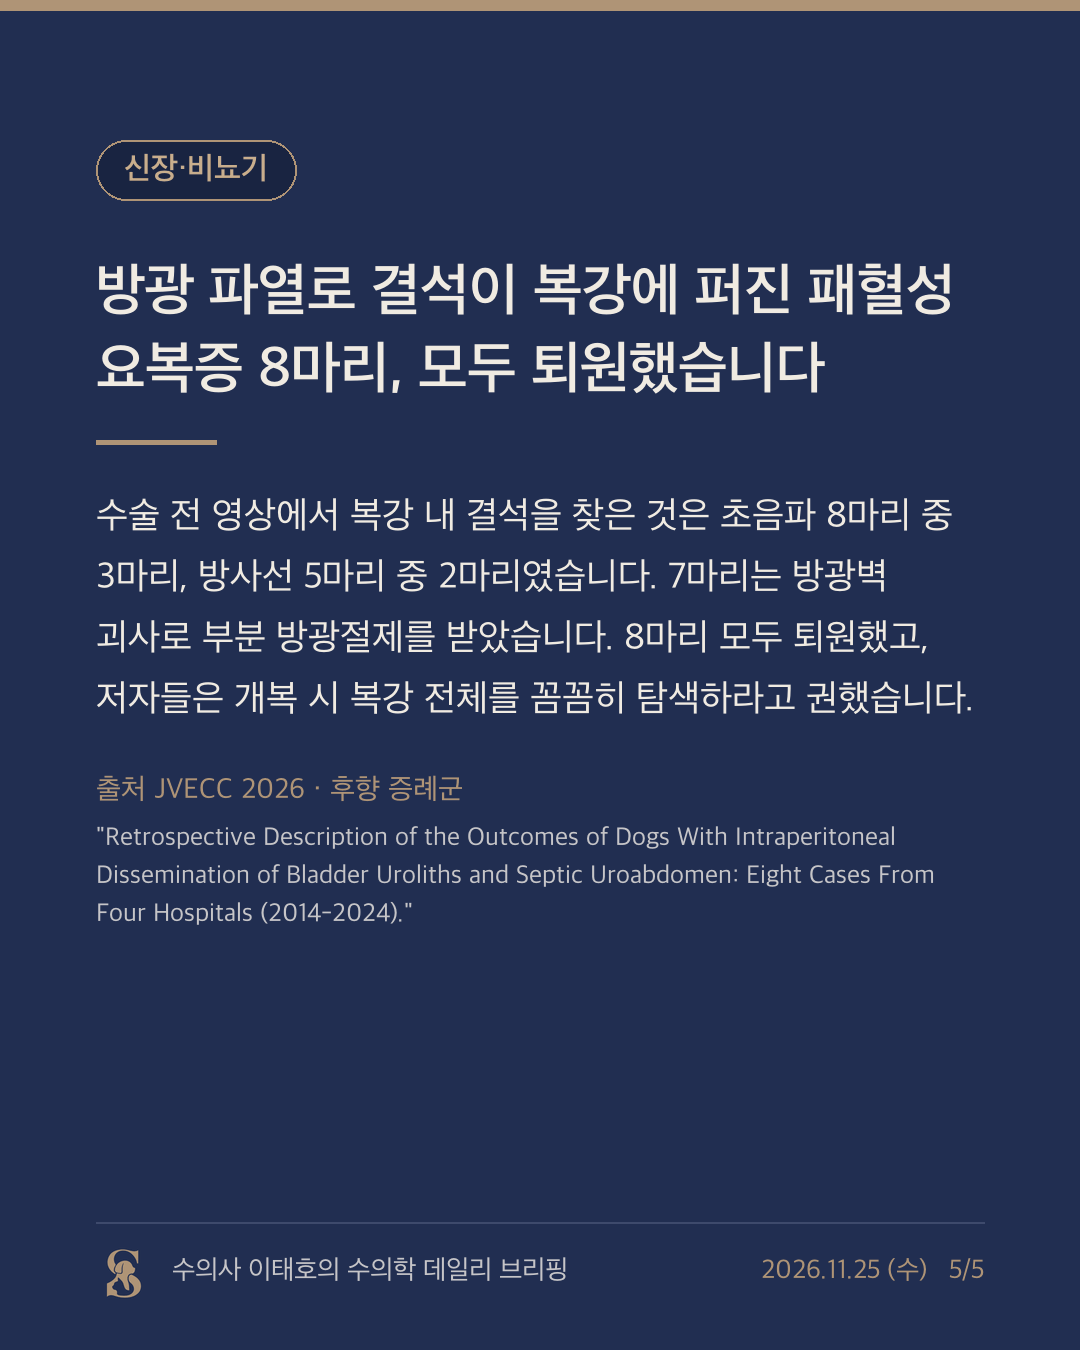 신장·비뇨기
방광 파열로 결석이 복강에 퍼진 패혈성
요복증 8마리, 모두 퇴원했습니다
수술 전 영상에서 복강 내 결석을 찾은 것은 초음파 8마리 중
3마리, 방사선 5마리 중 2마리였습니다. 7마리는 방광벽
괴사로 부분 방광절제를 받았습니다. 8마리 모두 퇴원했고,
저자들은 개복 시 복강 전체를 꼼꼼히 탐색하라고 권했습니다.
출처 JVECC 2026 · 후향 증례군
"Retrospective Description of the Outcomes of Dogs With Intraperitoneal
Dissemination of Bladder Uroliths and Septic Uroabdomen: Eight Cases From
Four Hospitals (2014-2024)."
수의사 이태호의 수의학 데일리 브리핑
2026.11.25 (수) 5/5